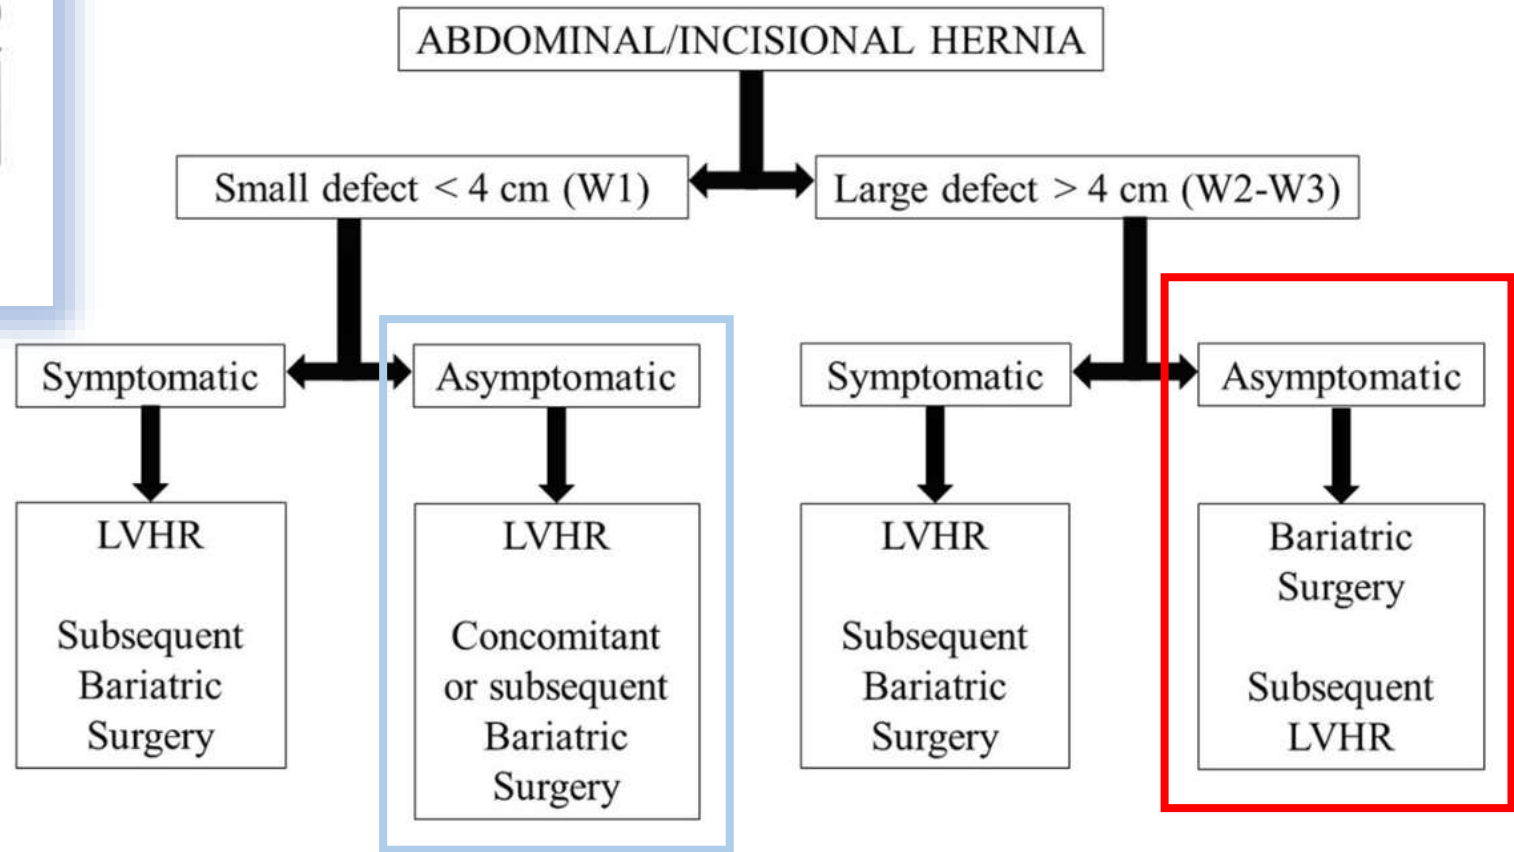 ABDOMINAL/INCISIONAL HERNIA
Small defect < 4 cm (W1)
Large defect > 4 cm (W2-W3)
Symptomatic
Asymptomatic
Symptomatic
Asymptomatic
LVHR
Subsequent
Bariatric
Surgery
LVHR
Concomitant
or subsequent
Bariatric
Surgery
LVHR
Subsequent
Bariatric
Surgery
Bariatric
Surgery
Subsequent
LVHR